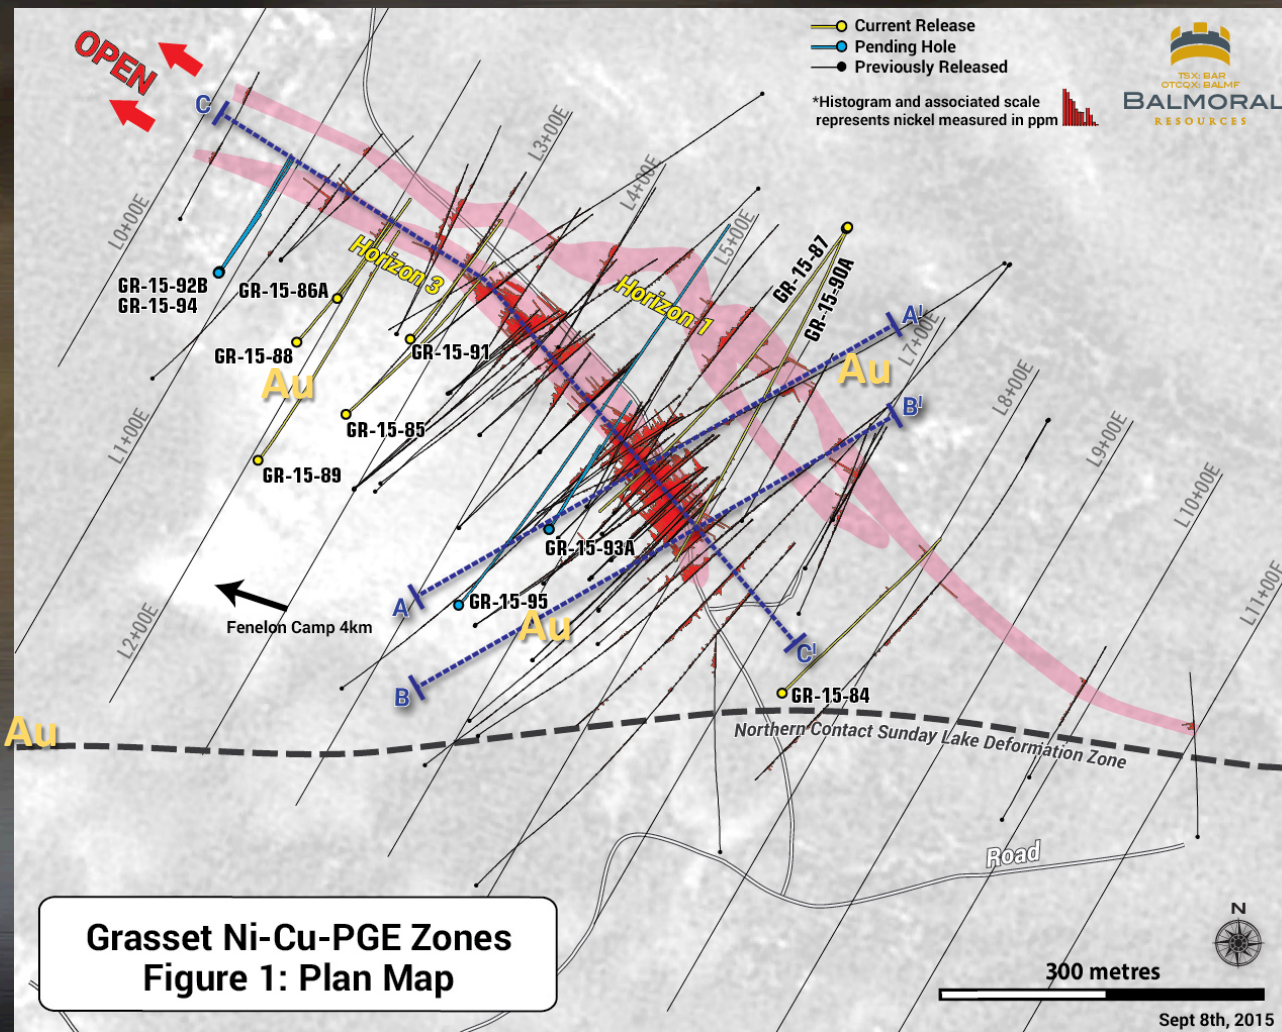 Current Release
Pending Hole
Previously Released
*Histogram and associated scale
represents nickel measured in ppm
TSX: BAR
OTCQX: BALMF
BALMORAL
RESOURCES
OPEN
C
L0+00E
L3+00E
L4+00E
L5+00E
GR-15-87
GR-15-90A
GR-15-92B
GR-15-94
GR-15-86A
Horizon 3
Horizon 1
A'
L7+00E
GR-15-88
GR-15-91
Au
Au
B'
L8+00E
L1+00E
GR-15-85
GR-15-89
L9+00E
L10+00E
GR-15-93A
A
GR-15-95
L11+00E
L2+00E
Fenelon Camp 4km
Au
C'
B
GR-15-84
Au
Northern Contact Sunday Lake Deformation Zone
Road
Grasset Ni-Cu-PGE Zones
Figure 1: Plan Map
N
300 metres
Sept 8th, 2015